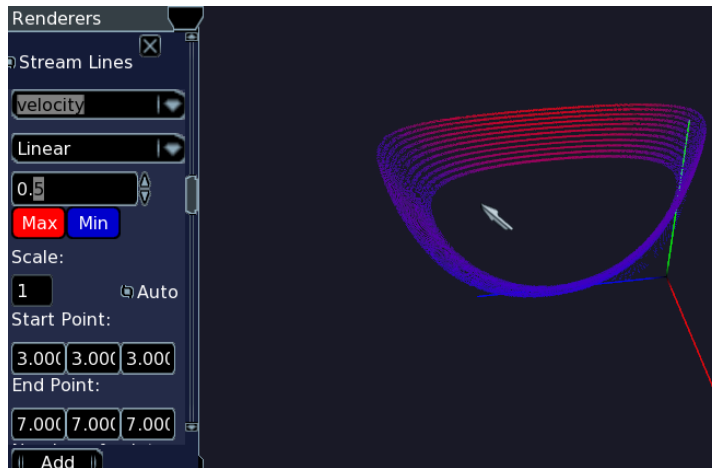 Renderers
Stream Lines
velocity
Linear
0.5
Max Min
Scale:
1 Auto
Start Point:
3.000 3.000 3.000
End Point:
7.000 7.000 7.000
Add